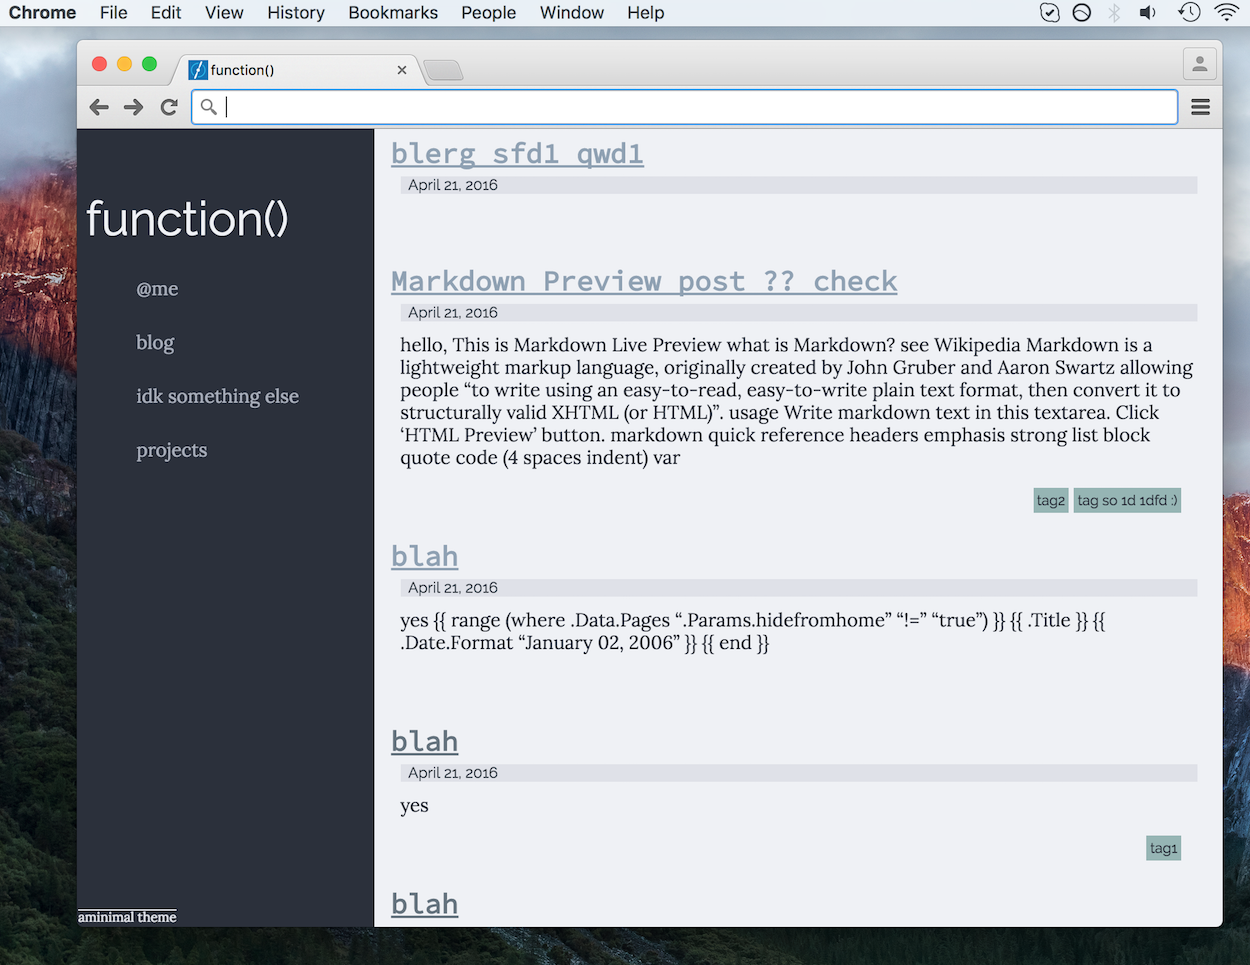 Chrome File Edit View History Bookmarks People Window Help
function()
function()
@me
blog
idk something else
projects
aminimal theme
blerg sfd1 qwd1
April 21, 2016
Markdown Preview post ?? check
April 21, 2016
hello, This is Markdown Live Preview what is Markdown? see Wikipedia Markdown is a
lightweight markup language, originally created by John Gruber and Aaron Swartz allowing
people “to write using an easy-to-read, easy-to-write plain text format, then convert it to
structurally valid XHTML (or HTML)”. usage Write markdown text in this textarea. Click
‘HTML Preview’ button. markdown quick reference headers emphasis strong list block
quote code (4 spaces indent) var
tag2 tag so 1d 1dfd :)
blah
April 21, 2016
yes {{ range (where .Data.Pages “.Params.hidefromhome” “!=” “true”) }} {{ .Title }} {{
.Date.Format “January 02, 2006” }} {{ end }}
blah
April 21, 2016
yes
tag1
blah